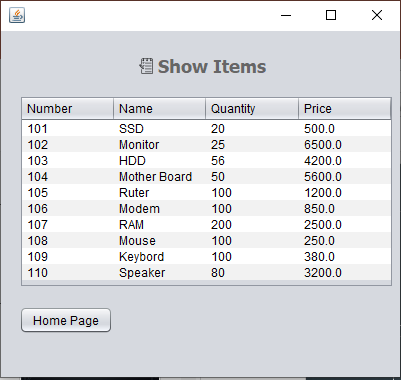 Show Items
Number Name Quantity Price
101 SSD 20 500.0
102 Monitor 25 6500.0
103 HDD 56 4200.0
104 Mother Board 50 5600.0
105 Ruter 100 1200.0
106 Modem 100 850.0
107 RAM 200 2500.0
108 Mouse 100 250.0
109 Keybord 100 380.0
110 Speaker 80 3200.0
Home Page